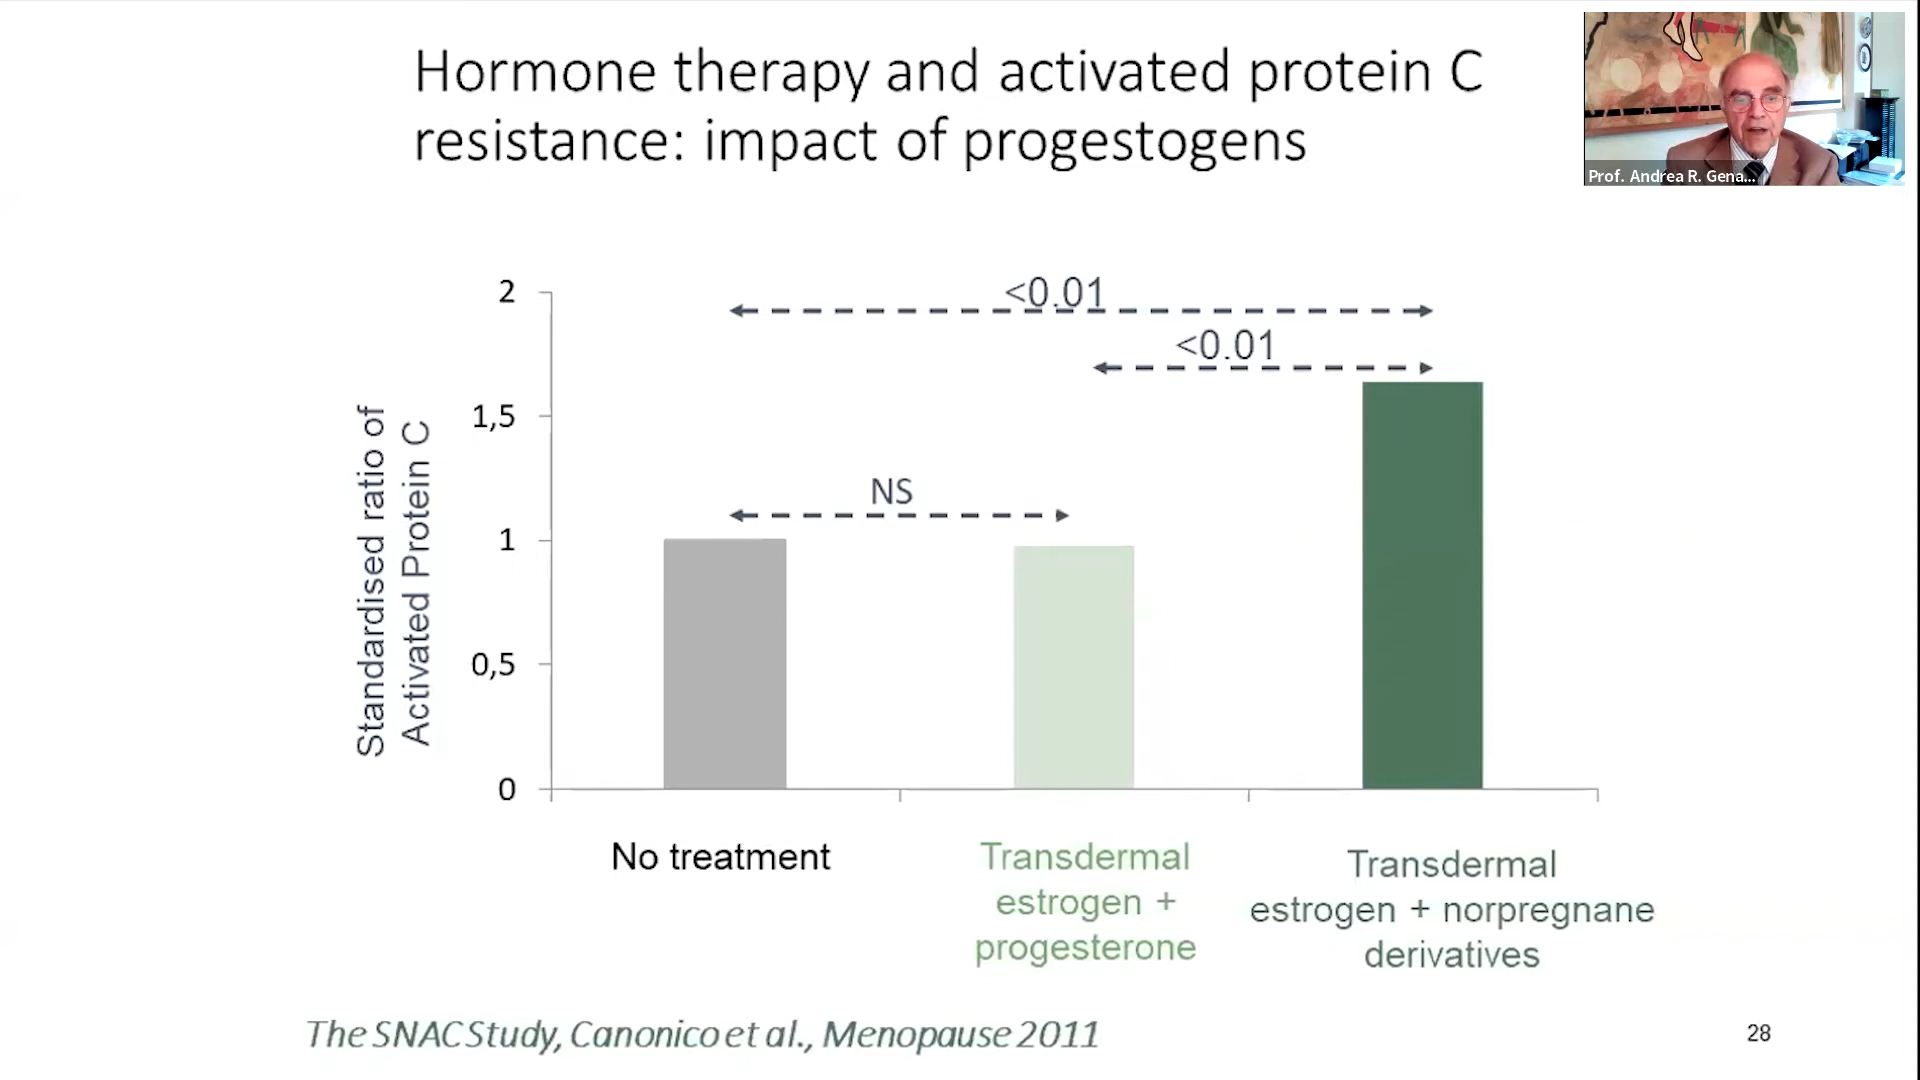 Hormone therapy and activated protein C
resistance: impact of progestogens
Prof. Andrea R. Gena...
<0.01
<0.01
NS
2
1,5
1
0,5
0
Standardised ratio of
Activated Protein C
No treatment
Transdermal
estrogen +
progesterone
Transdermal
estrogen + norpregnane
derivatives
The SNAC Study, Canonico et al., Menopause 2011
28